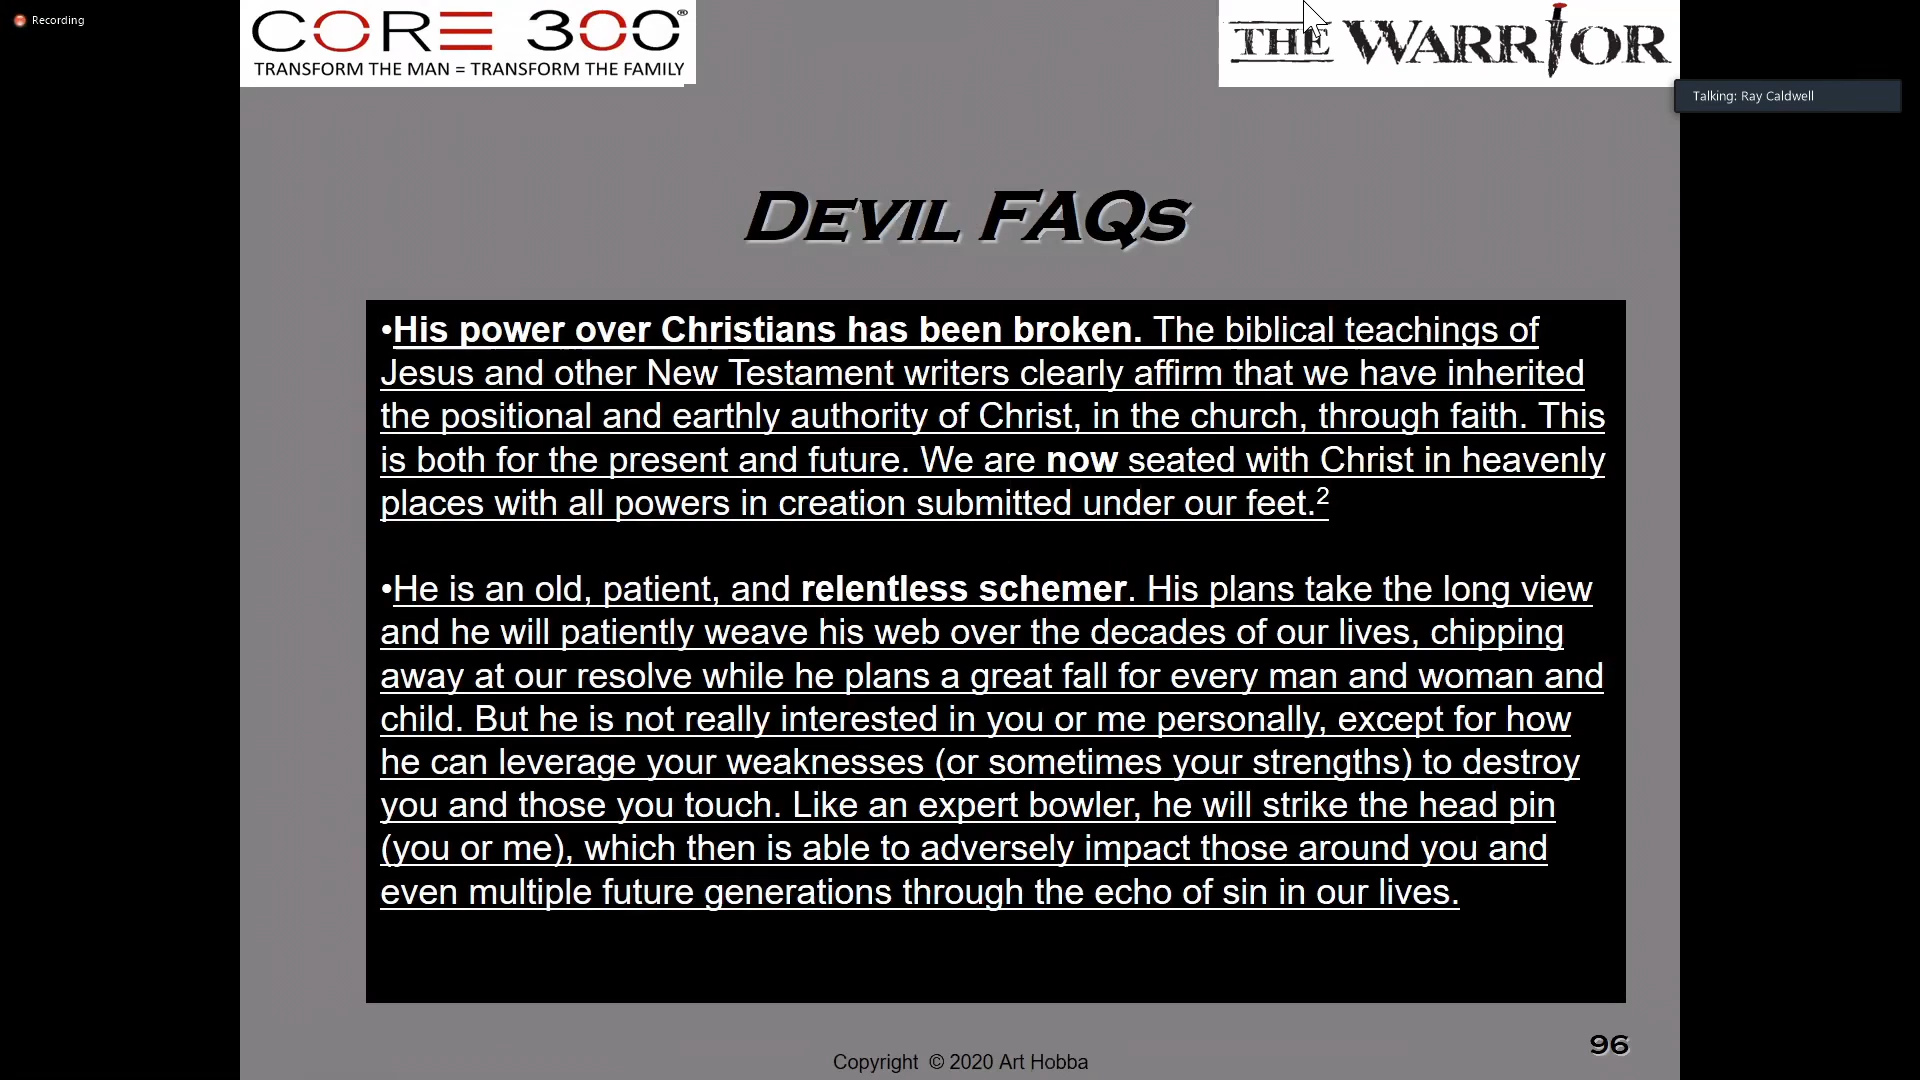 Recording
CORE 300®
TRANSFORM THE MAN = TRANSFORM THE FAMILY
THE WARRIOR
Talking: Ray Caldwell
DEVIL FAQS
•His power over Christians has been broken. The biblical teachings of
Jesus and other New Testament writers clearly affirm that we have inherited
the positional and earthly authority of Christ, in the church, through faith. This
is both for the present and future. We are now seated with Christ in heavenly
places with all powers in creation submitted under our feet.2
•He is an old, patient, and relentless schemer. His plans take the long view
and he will patiently weave his web over the decades of our lives, chipping
away at our resolve while he plans a great fall for every man and woman and
child. But he is not really interested in you or me personally, except for how
he can leverage your weaknesses (or sometimes your strengths) to destroy
you and those you touch. Like an expert bowler, he will strike the head pin
(you or me), which then is able to adversely impact those around you and
even multiple future generations through the echo of sin in our lives.
96
Copyright © 2020 Art Hobba